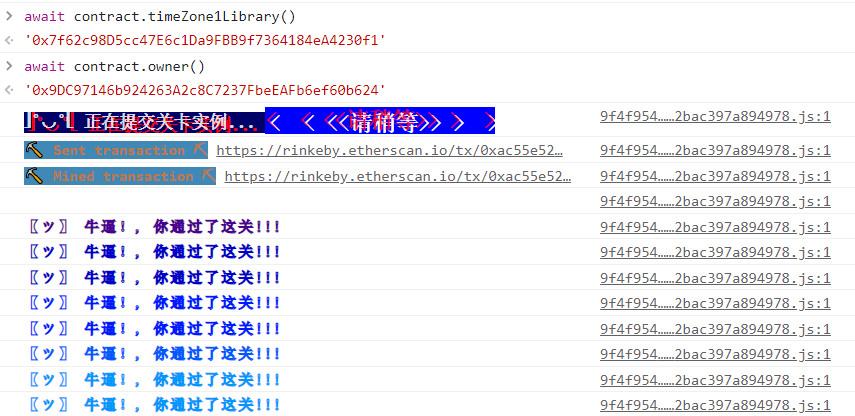 > await contract.timeZone1Library()
'0x7f62c98D5cc47E6c1Da9FBB9f7364184eA4230f1'
> await contract.owner()
'0x9DC97146b924263A2c8C7237FbeEAFb6ef60b624'
正在提交关卡实例... < < <<请稍等>> > > 9f4f954……2bac397a894978.js:1
⛏ Sent transaction ⛏ https://rinkeby.etherscan.io/tx/0xac55e52… 9f4f954……2bac397a894978.js:1
⛏ Mined transaction ⛏ https://rinkeby.etherscan.io/tx/0xac55e52… 9f4f954……2bac397a894978.js:1
9f4f954……2bac397a894978.js:1
〖ツ〗 牛逼!, 你通过了这关!!! 9f4f954……2bac397a894978.js:1
〖ツ〗 牛逼!, 你通过了这关!!! 9f4f954……2bac397a894978.js:1
〖ツ〗 牛逼!, 你通过了这关!!! 9f4f954……2bac397a894978.js:1
〖ツ〗 牛逼!, 你通过了这关!!! 9f4f954……2bac397a894978.js:1
〖ツ〗 牛逼!, 你通过了这关!!! 9f4f954……2bac397a894978.js:1
〖ツ〗 牛逼!, 你通过了这关!!! 9f4f954……2bac397a894978.js:1
〖ツ〗 牛逼!, 你通过了这关!!! 9f4f954……2bac397a894978.js:1
〖ツ〗 牛逼!, 你通过了这关!!! 9f4f954……2bac397a894978.js:1